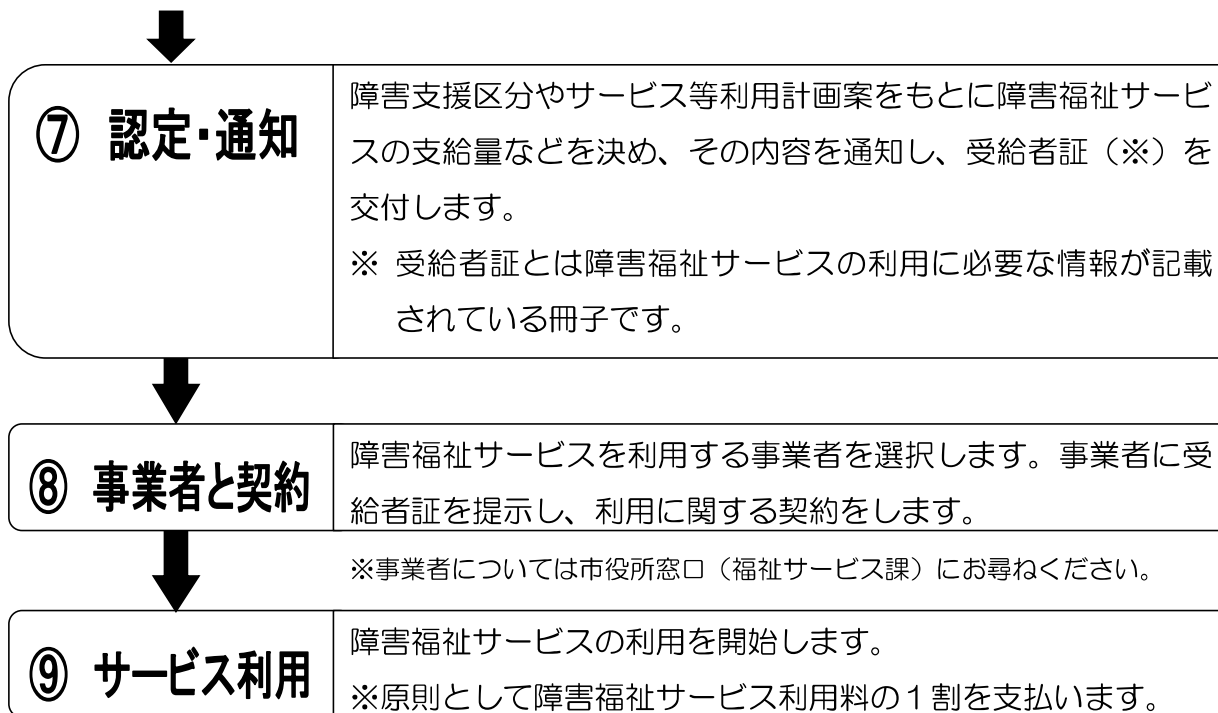 ⑦ 認定・通知
障害支援区分やサービス等利用計画案をもとに障害福祉サービ
スの支給量などを決め、その内容を通知し、受給者証（※）を
交付します。
※ 受給者証とは障害福祉サービスの利用に必要な情報が記載
されている冊子です。
⑧ 事業者と契約
障害福祉サービスを利用する事業者を選択します。事業者に受
給者証を提示し、利用に関する契約をします。
※事業者については市役所窓口（福祉サービス課）にお尋ねください。
⑨ サービス利用
障害福祉サービスの利用を開始します。
※原則として障害福祉サービス利用料の１割を支払います。